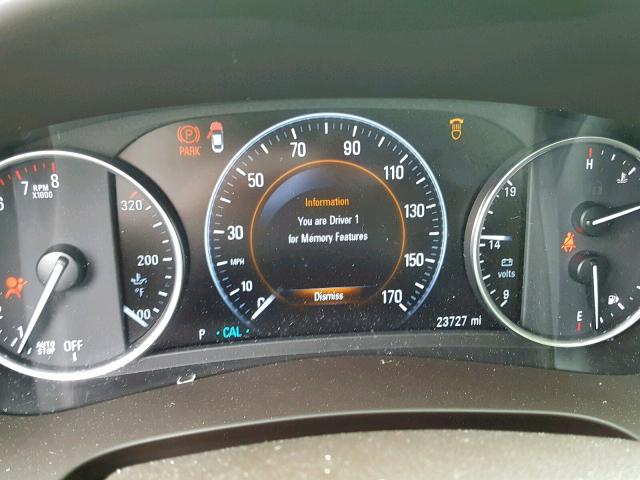 6 7 8
RPM
X1000
1
AUTO
STOP
OFF
320
200
°F
100
PARK
P
10
30
50
70
90
110
130
150
170
0
MPH
Information
You are Driver 1
for Memory Features
Dismiss
P CAL
23727 mi
19
14
volts
9
H
E